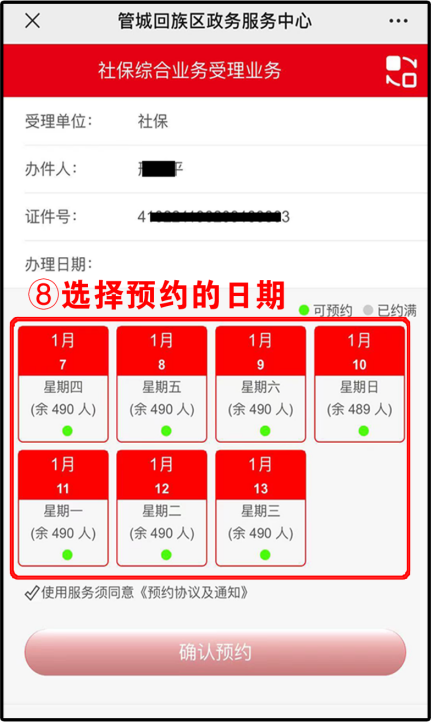 管城回族区政务服务中心
社保综合业务受理业务
受理单位： 社保
办件人： 平
证件号： 41 3
办理日期：
⑧选择预约的日期
可预约 已约满
1月 1月 1月 1月
7 8 9 10
星期四 星期五 星期六 星期日
(余 490 人) (余 490 人) (余 490 人) (余 489 人)
1月 1月 1月
11 12 13
星期一 星期二 星期三
(余 490 人) (余 490 人) (余 490 人)
使用服务须同意《预约协议及通知》
确认预约